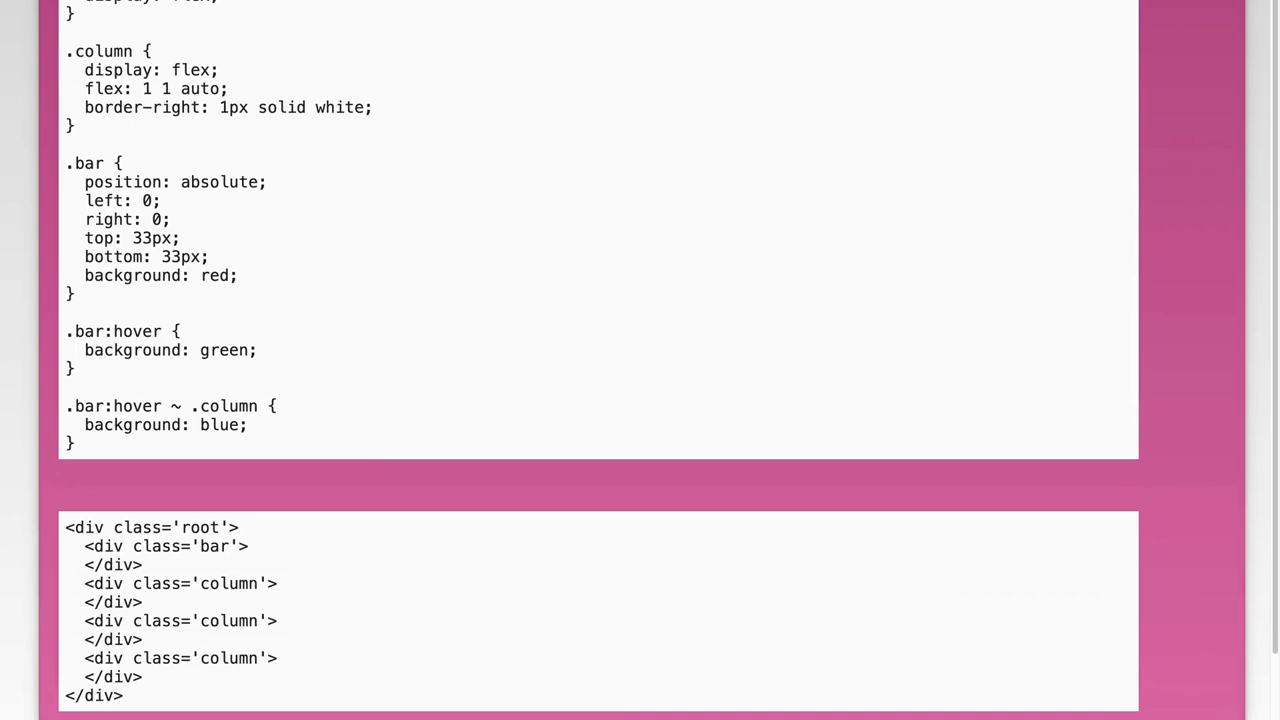 display: flex;
}
.column {
display: flex;
flex: 1 1 auto;
border-right: 1px solid white;
}
.bar {
position: absolute;
left: 0;
right: 0;
top: 33px;
bottom: 33px;
background: red;
}
.bar:hover {
background: green;
}
.bar:hover ~ .column {
background: blue;
}
<div class='root'>
<div class='bar'>
</div>
<div class='column'>
</div>
<div class='column'>
</div>
<div class='column'>
</div>
</div>